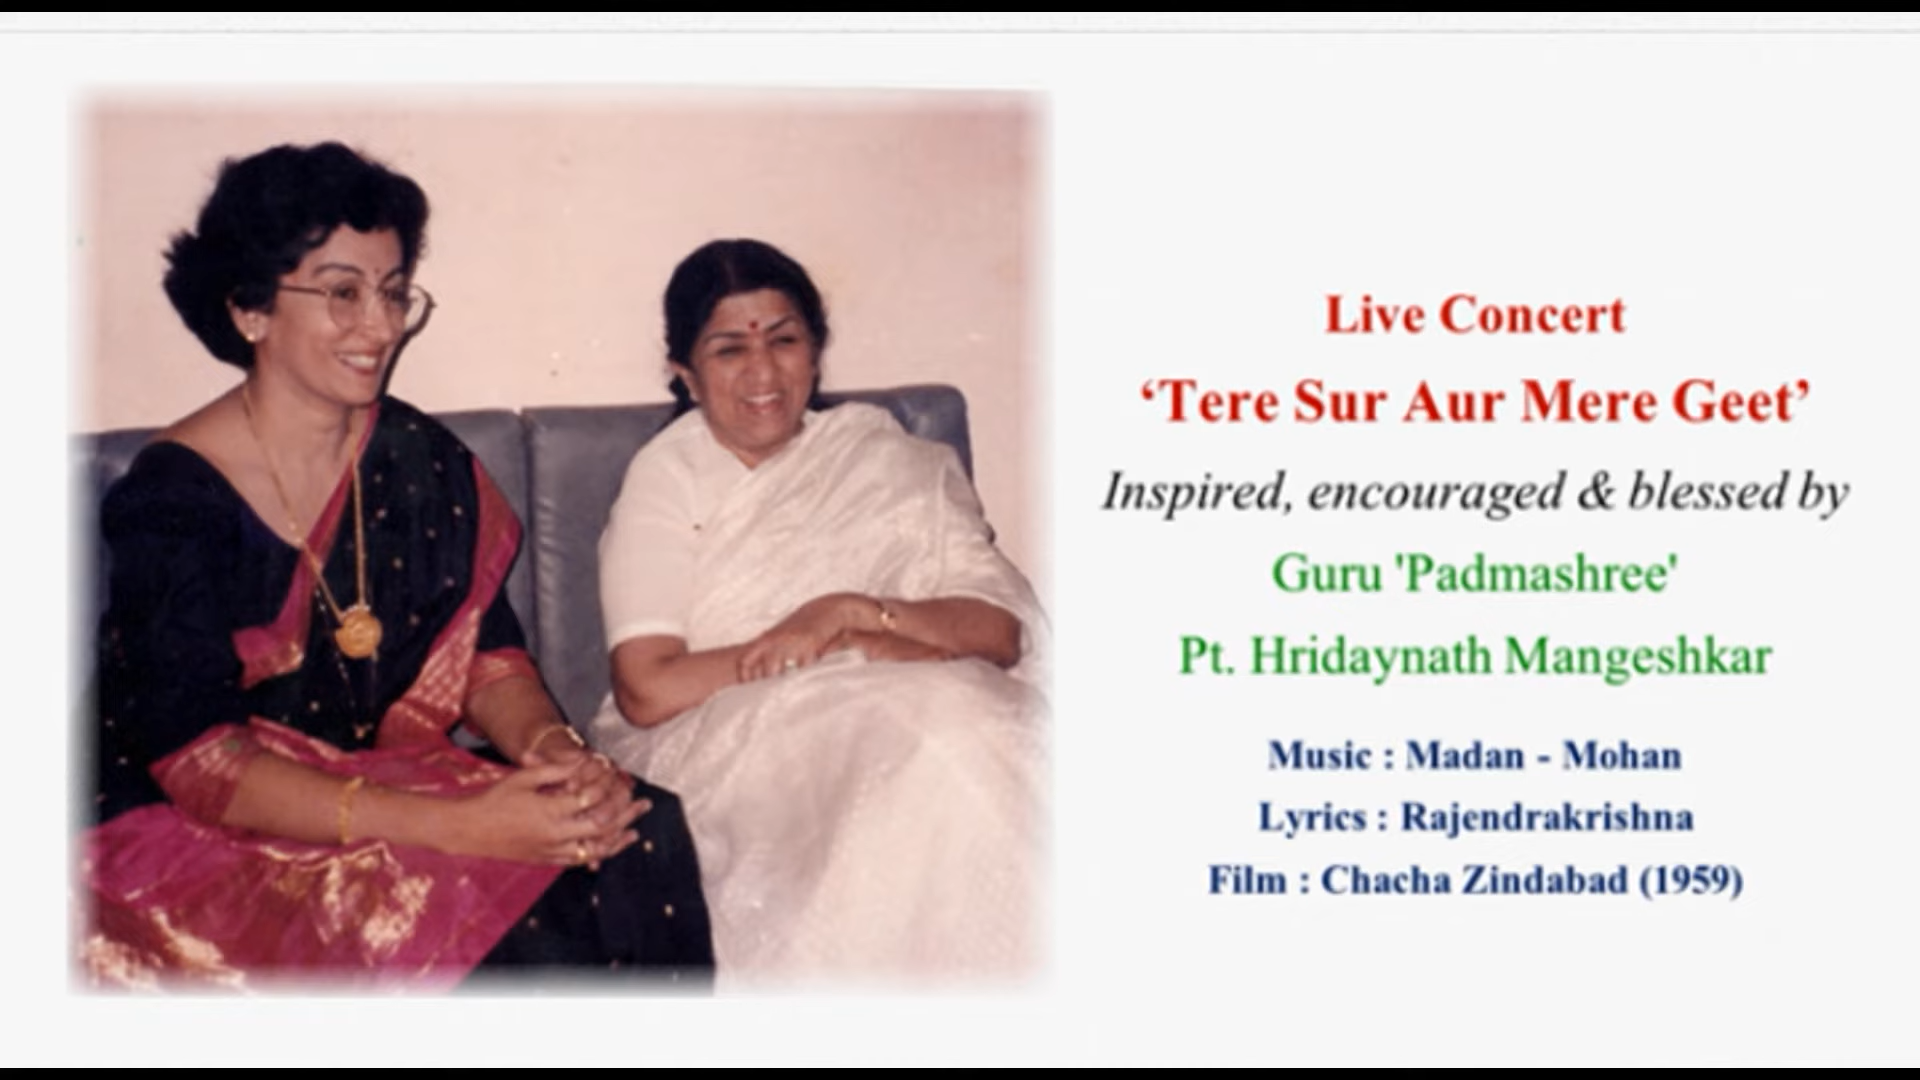 Live Concert
‘Tere Sur Aur Mere Geet’
Inspired, encouraged & blessed by
Guru 'Padmashree'
Pt. Hridaynath Mangeshkar
Music : Madan - Mohan
Lyrics : Rajendrakrishna
Film : Chacha Zindabad (1959)